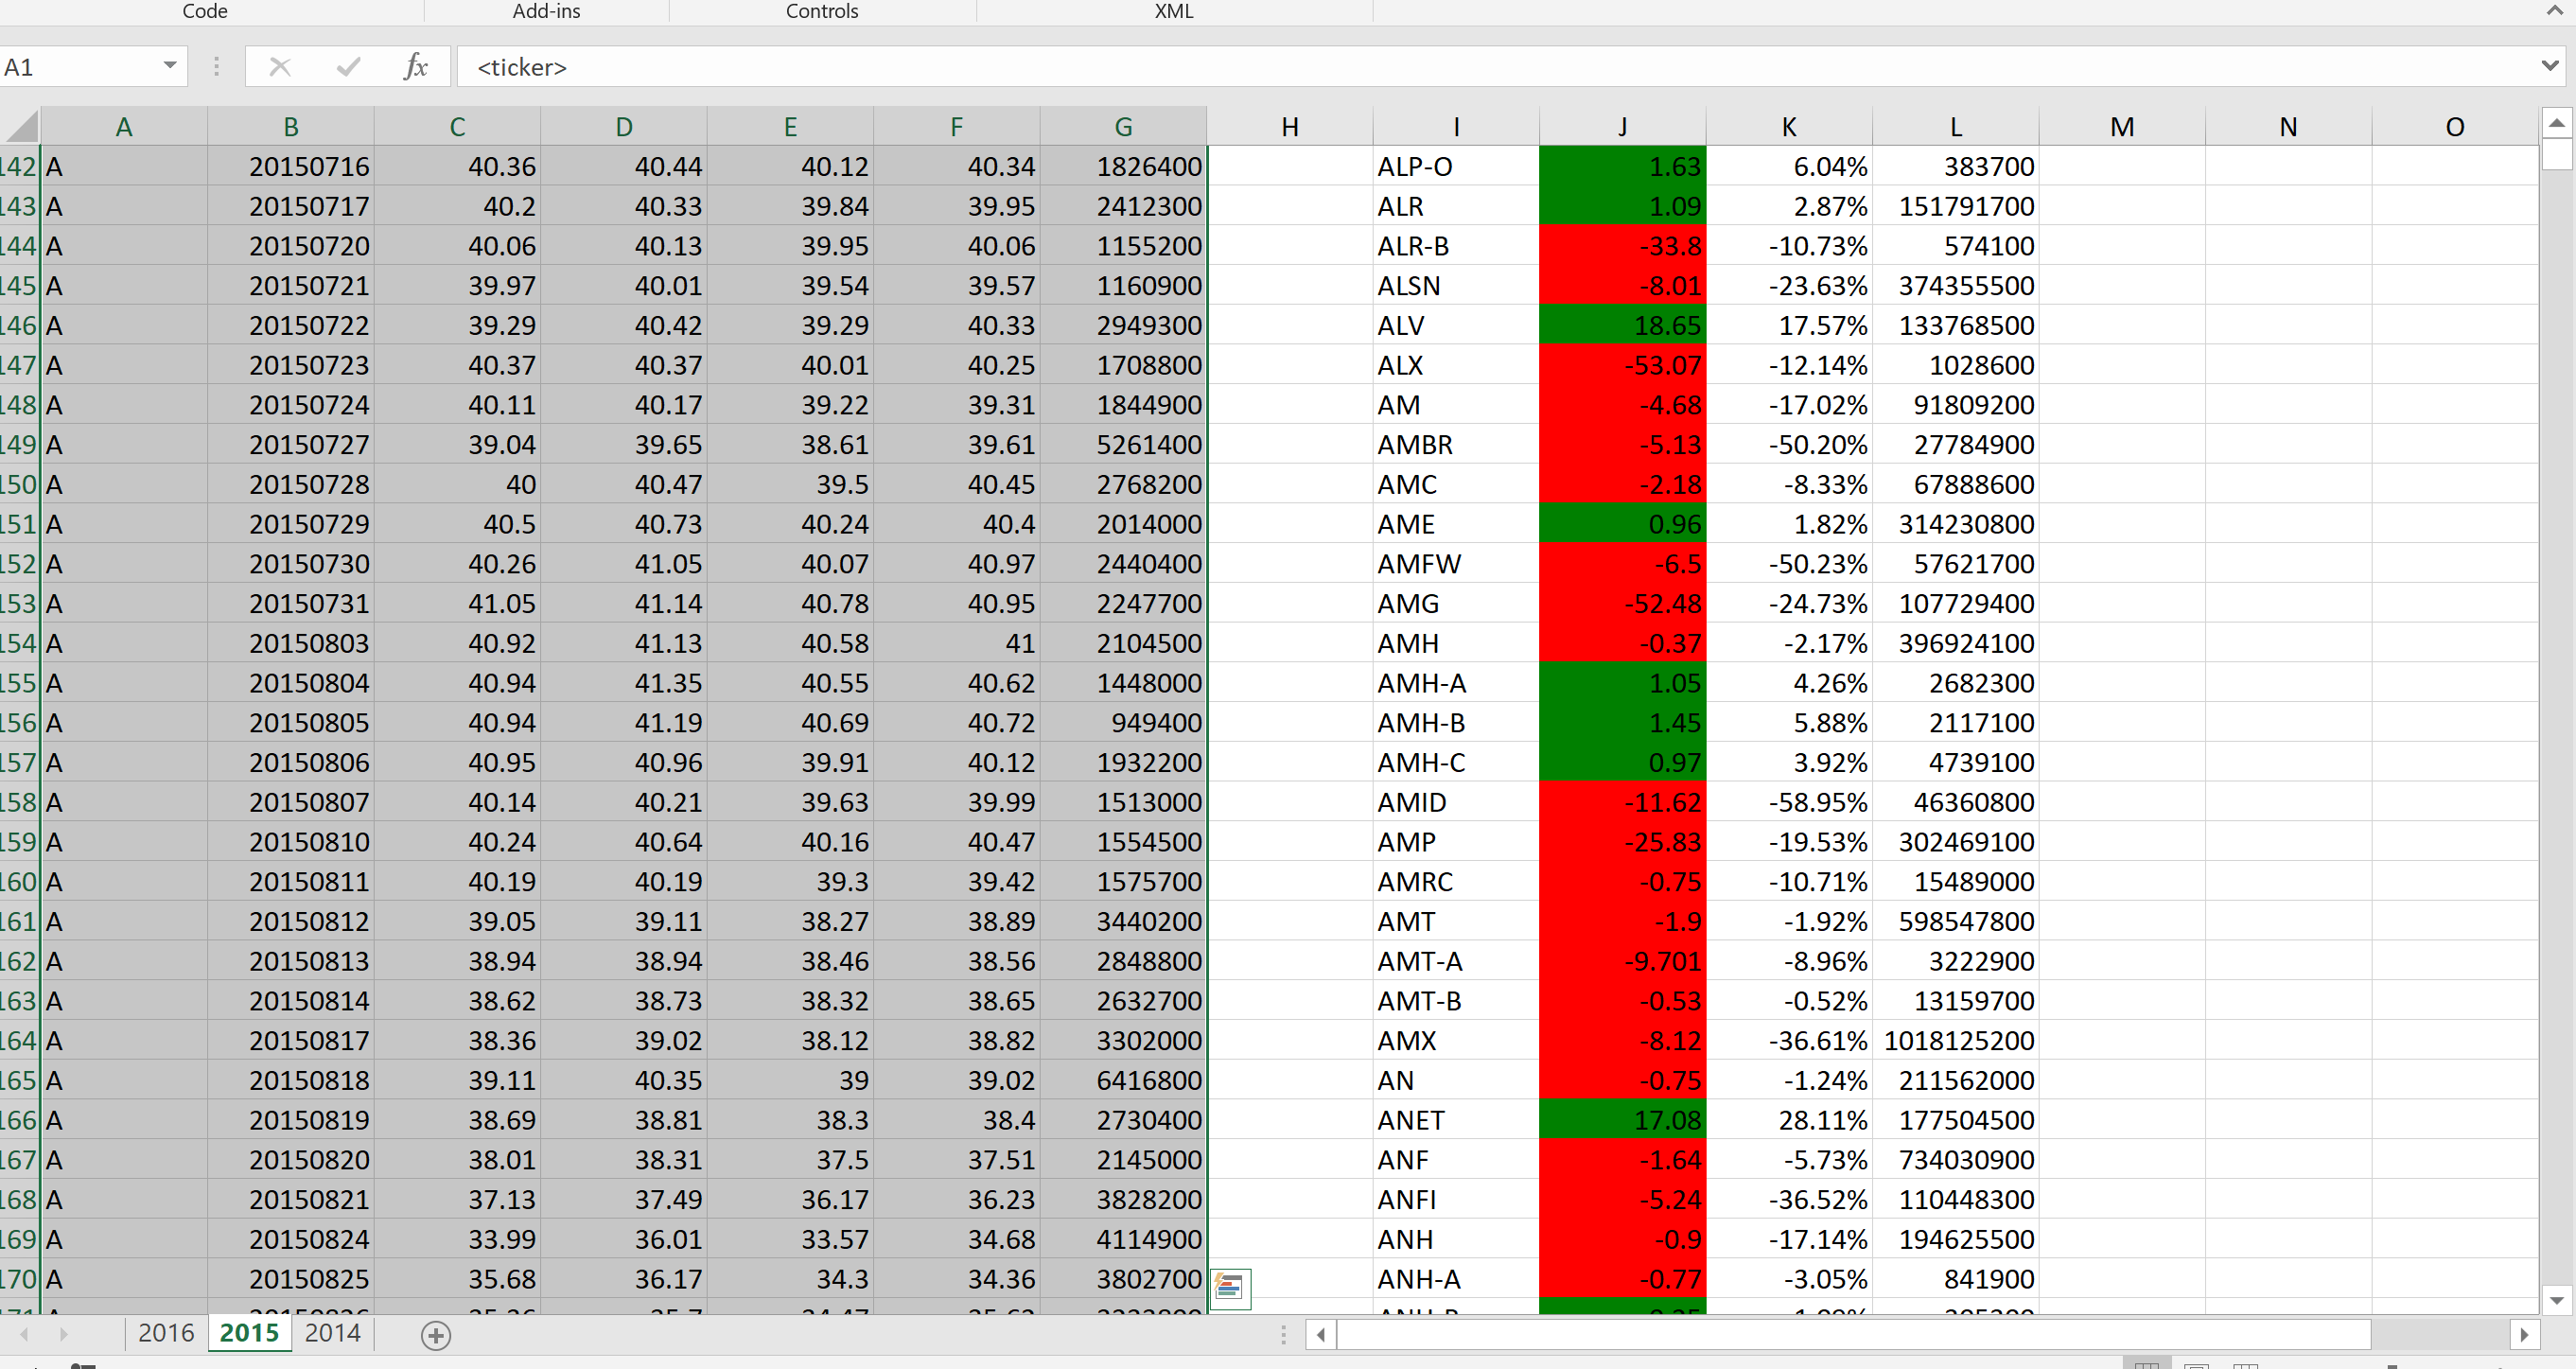 Code Add-ins Controls XML
A1 fx <ticker>
A B C D E F G H I J K L M N O
142 A 20150716 40.36 40.44 40.12 40.34 1826400 ALP-O 1.63 6.04% 383700
143 A 20150717 40.2 40.33 39.84 39.95 2412300 ALR 1.09 2.87% 151791700
144 A 20150720 40.06 40.13 39.95 40.06 1155200 ALR-B -33.8 -10.73% 574100
145 A 20150721 39.97 40.01 39.54 39.57 1160900 ALSN -8.01 -23.63% 374355500
146 A 20150722 39.29 40.42 39.29 40.33 2949300 ALV 18.65 17.57% 133768500
147 A 20150723 40.37 40.37 40.01 40.25 1708800 ALX -53.07 -12.14% 1028600
148 A 20150724 40.11 40.17 39.22 39.31 1844900 AM -4.68 -17.02% 91809200
149 A 20150727 39.04 39.65 38.61 39.61 5261400 AMBR -5.13 -50.20% 27784900
150 A 20150728 40 40.47 39.5 40.45 2768200 AMC -2.18 -8.33% 67888600
151 A 20150729 40.5 40.73 40.24 40.4 2014000 AME 0.96 1.82% 314230800
152 A 20150730 40.26 41.05 40.07 40.97 2440400 AMFW -6.5 -50.23% 57621700
153 A 20150731 41.05 41.14 40.78 40.95 2247700 AMG -52.48 -24.73% 107729400
154 A 20150803 40.92 41.13 40.58 41 2104500 AMH -0.37 -2.17% 396924100
155 A 20150804 40.94 41.35 40.55 40.62 1448000 AMH-A 1.05 4.26% 2682300
156 A 20150805 40.94 41.19 40.69 40.72 949400 AMH-B 1.45 5.88% 2117100
157 A 20150806 40.95 40.96 39.91 40.12 1932200 AMH-C 0.97 3.92% 4739100
158 A 20150807 40.14 40.21 39.63 39.99 1513000 AMID -11.62 -58.95% 46360800
159 A 20150810 40.24 40.64 40.16 40.47 1554500 AMP -25.83 -19.53% 302469100
160 A 20150811 40.19 40.19 39.3 39.42 1575700 AMRC -0.75 -10.71% 15489000
161 A 20150812 39.05 39.11 38.27 38.89 3440200 AMT -1.9 -1.92% 598547800
162 A 20150813 38.94 38.94 38.46 38.56 2848800 AMT-A -9.701 -8.96% 3222900
163 A 20150814 38.62 38.73 38.32 38.65 2632700 AMT-B -0.53 -0.52% 13159700
164 A 20150817 38.36 39.02 38.12 38.82 3302000 AMX -8.12 -36.61% 1018125200
165 A 20150818 39.11 40.35 39 39.02 6416800 AN -0.75 -1.24% 211562000
166 A 20150819 38.69 38.81 38.3 38.4 2730400 ANET 17.08 28.11% 177504500
167 A 20150820 38.01 38.31 37.5 37.51 2145000 ANF -1.64 -5.73% 734030900
168 A 20150821 37.13 37.49 36.17 36.23 3828200 ANFI -5.24 -36.52% 110448300
169 A 20150824 33.99 36.01 33.57 34.68 4114900 ANH -0.9 -17.14% 194625500
170 A 20150825 35.68 36.17 34.3 34.36 3802700 ANH-A -0.77 -3.05% 841900
2016 2015 2014